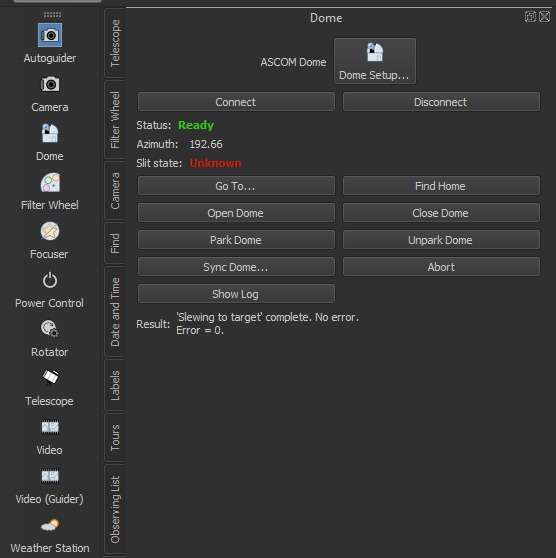 Dome
Autoguider
Camera
Dome
Filter Wheel
Focuser
Power Control
Rotator
Telescope
Video
Video (Guider)
Weather Station
Telescope
Filter Wheel
Camera
Find
Date and Time
Labels
Tours
Observing List
ASCOM Dome
Dome Setup...
Connect
Disconnect
Status: Ready
Azimuth: 192.66
Slit state: Unknown
Go To...
Find Home
Open Dome
Close Dome
Park Dome
Unpark Dome
Sync Dome...
Abort
Show Log
Result: 'Slewing to target' complete. No error.
Error = 0.